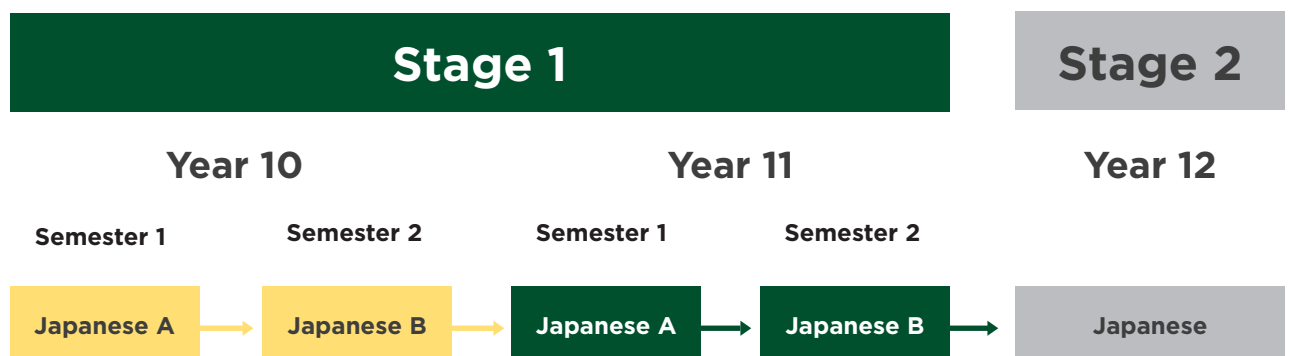 Stage 1
Stage 2
Year 10
Year 11
Year 12
Semester 1
Semester 2
Semester 1
Semester 2
Japanese A
Japanese B
Japanese A
Japanese B
Japanese